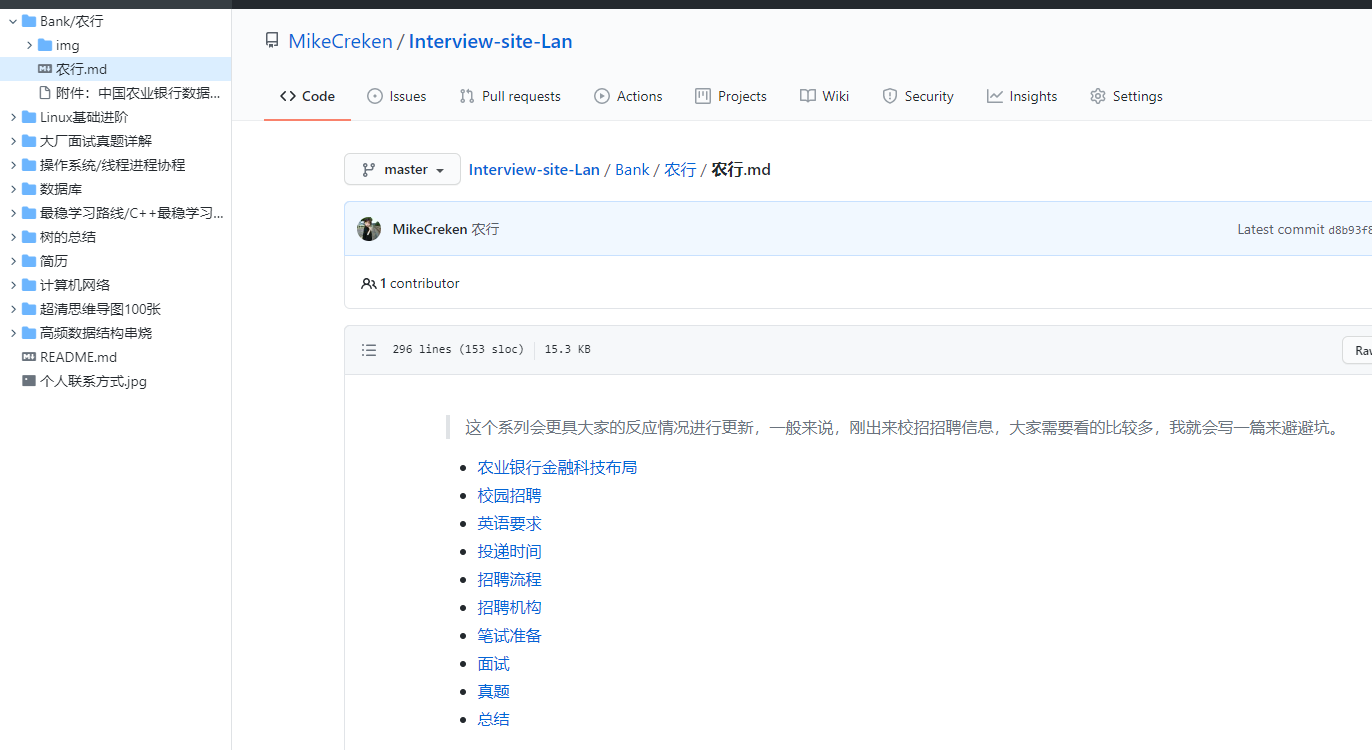 Bank/农行
img
农行.md
附件：中国农业银行数据...
Linux基础进阶
大厂面试真题详解
操作系统/线程进程协程
数据库
最稳学习路线/C++最稳学习...
树的总结
简历
计算机网络
超清思维导图100张
高频数据结构串烧
README.md
个人联系方式.jpg
MikeCreken / Interview-site-Lan
Code Issues Pull requests Actions Projects Wiki Security Insights Settings
master Interview-site-Lan / Bank / 农行 / 农行.md
MikeCreken 农行 Latest commit d8b93f8
1 contributor
296 lines (153 sloc) 15.3 KB Raw
这个系列会更具大家的反应情况进行更新，一般来说，刚出来校招招聘信息，大家需要看的比较多，我就会写一篇来避避坑。
农业银行金融科技布局
校园招聘
英语要求
投递时间
招聘流程
招聘机构
笔试准备
面试
真题
总结